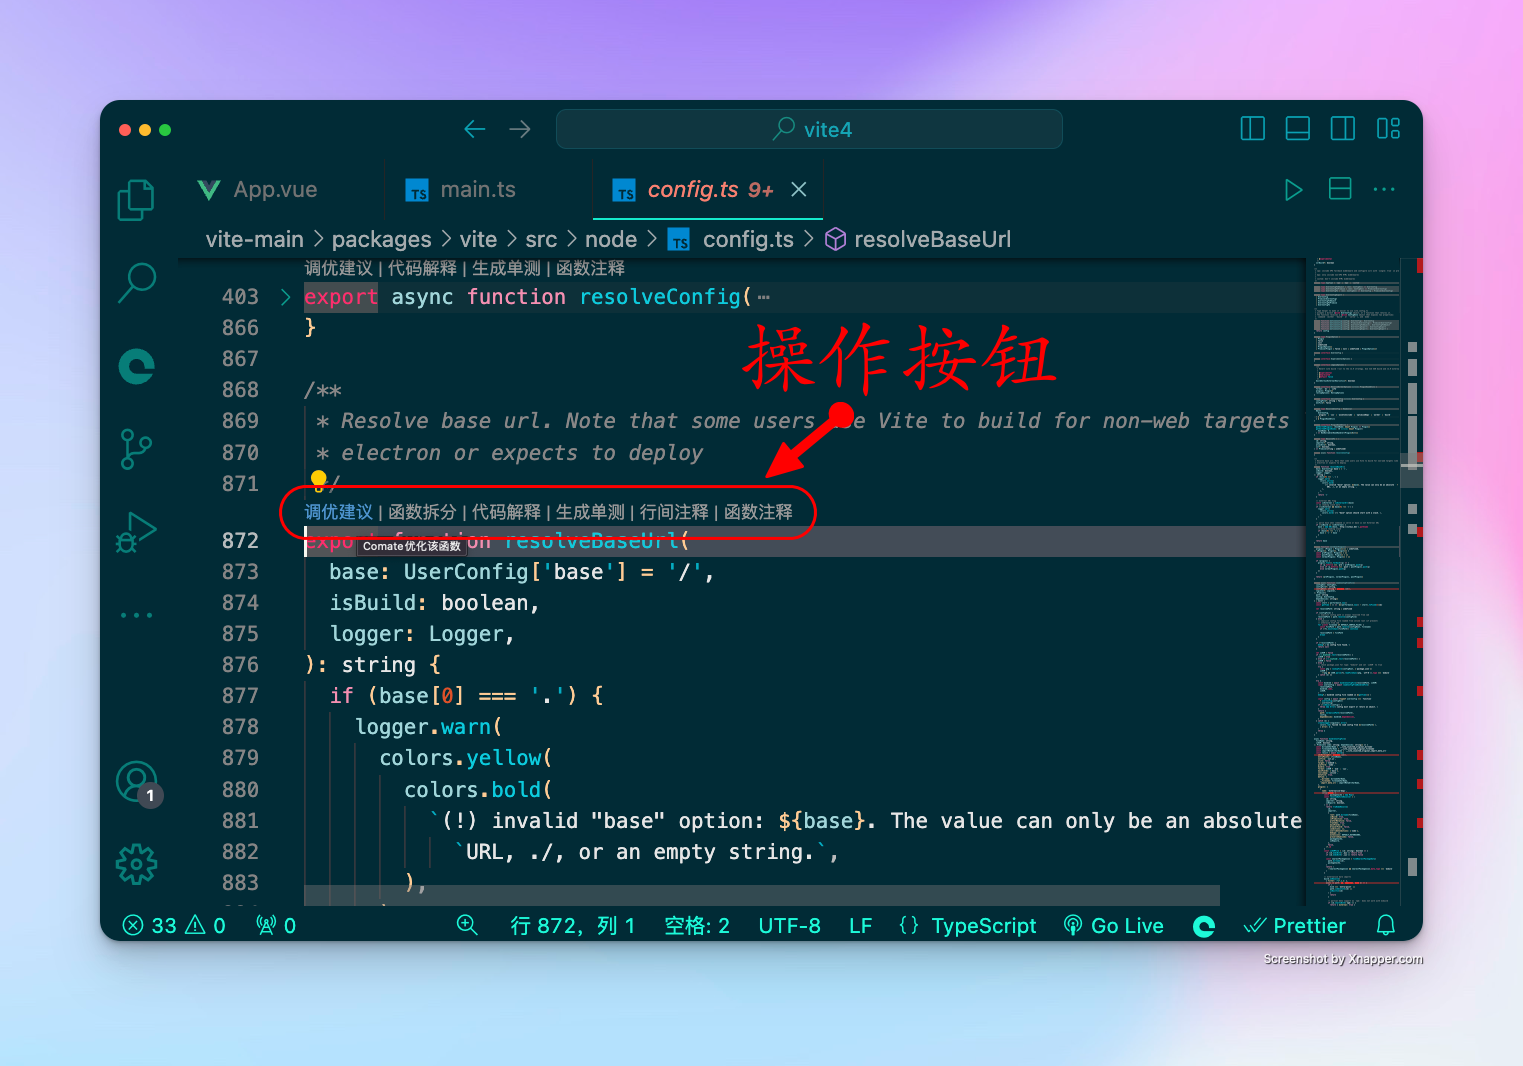 vite4
App.vue
TS main.ts
TS config.ts 9+
vite-main > packages > vite > src > node > TS config.ts > resolveBaseUrl
调优建议 | 代码解释 | 生成单测 | 函数注释
403 export async function resolveConfig(⋯
866 }
867
操作按钮
868 /**
869 * Resolve base url. Note that some users Vite to build for non-web targets
870 * electron or expects to deploy
871 */
调优建议 | 函数拆分 | 代码解释 | 生成单测 | 行间注释 | 函数注释
872 export function resolveBaseUrl(
Comate优化该函数
873 base: UserConfig['base'] = '/',
874 isBuild: boolean,
875 logger: Logger,
876 ): string {
877 if (base[0] === '.') {
878 logger.warn(
879 colors.yellow(
880 colors.bold(
881 `(!) invalid "base" option: ${base}. The value can only be an absolute
882 `URL, ./, or an empty string.`,
883 ),
1
33 0 0 行 872，列 1 空格: 2 UTF-8 LF {} TypeScript Go Live Prettier
Screenshot by Xnapper.com